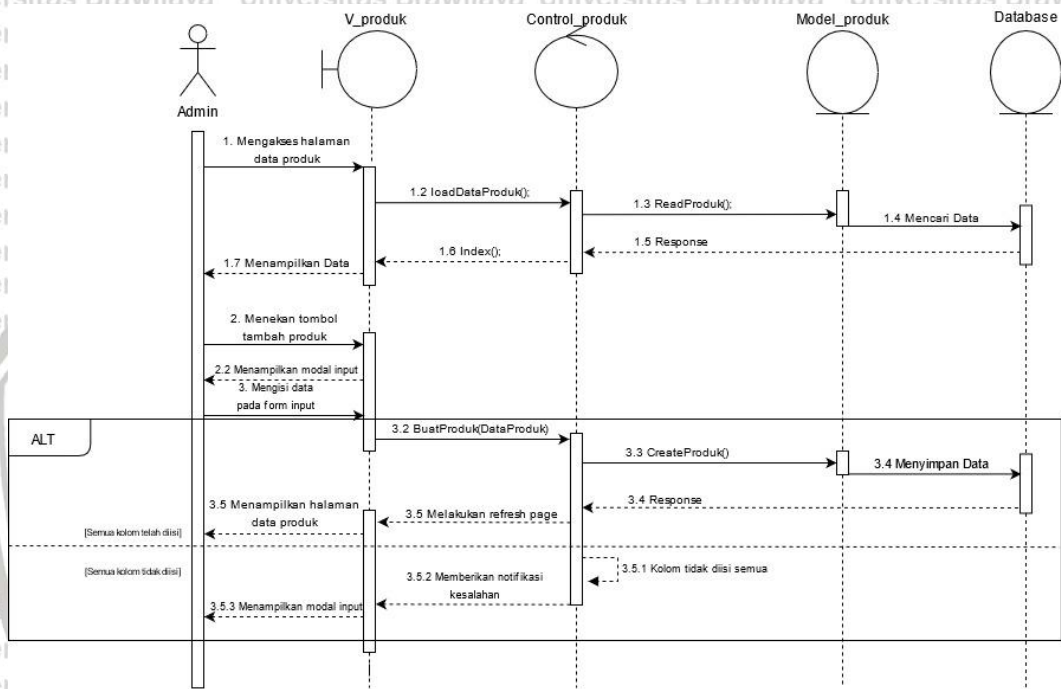 V_produk
Control_produk
Model_produk
Database
Admin
1. Mengakses halaman
data produk
1.2 loadDataProduk();
1.3 ReadProduk();
1.4 Mencari Data
1.5 Response
1.6 Index();
1.7 Menampilkan Data
2. Menekan tombol
tambah produk
2.2 Menampilkan modal input
3. Mengisi data
pada form input
ALT
3.2 BuatProduk(DataProduk)
3.3 CreateProduk()
3.4 Menyimpan Data
3.4 Response
3.5 Melakukan refresh page
3.5 Menampilkan halaman
data produk
[Semua kolom telah diisi]
[Semua kolom tidak diisi]
3.5.1 Kolom tidak diisi semua
3.5.2 Memberikan notifikasi
kesalahan
3.5.3 Menampilkan modal input